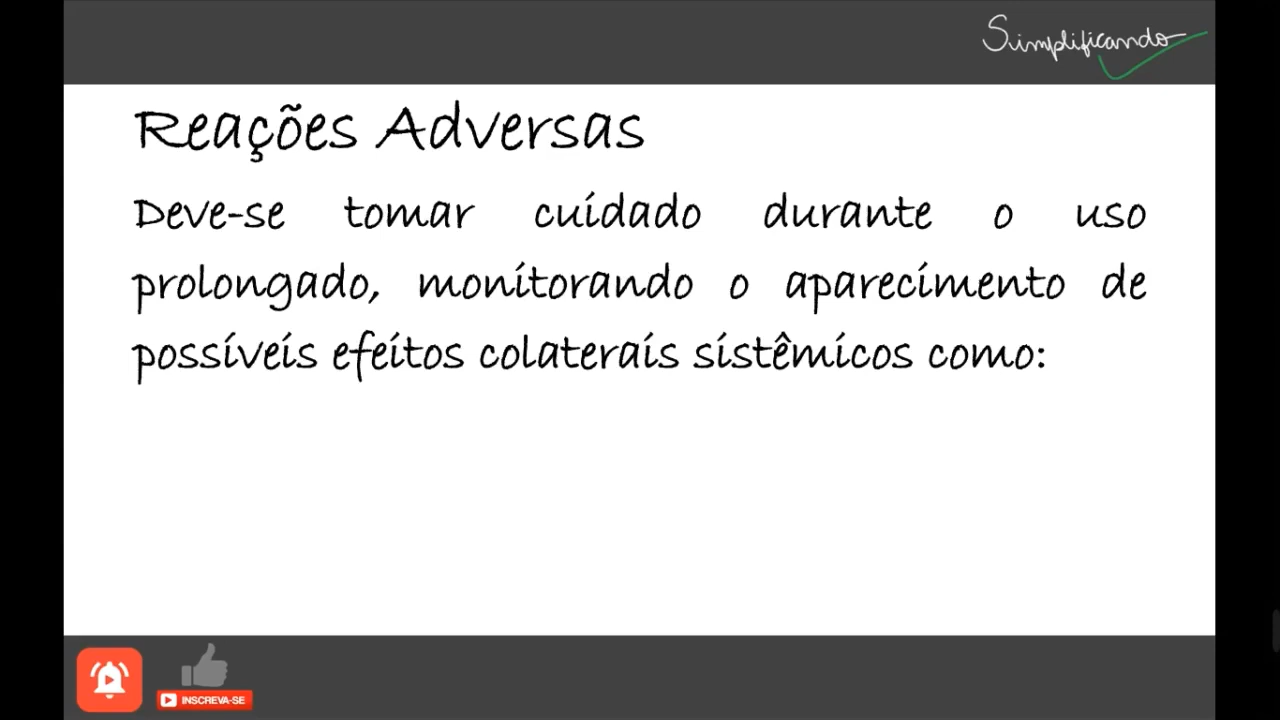 Simplificando
Reações Adversas
Deve-se tomar cuidado durante o uso
prolongado, monitorando o aparecimento de
possíveis efeitos colaterais sistêmicos como:
INSCREVA-SE